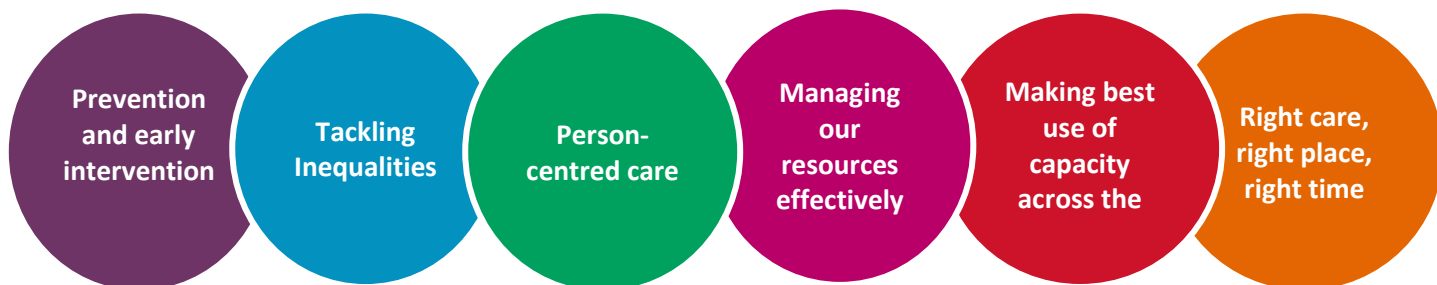 Prevention
and early
intervention
Tackling
Inequalities
Person-
centred care
Managing
our
resources
effectively
Making best
use of
capacity
across the
Right care,
right place,
right time